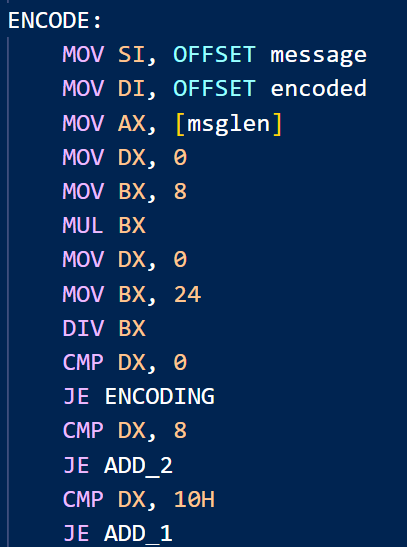 ENCODE:
MOV SI, OFFSET message
MOV DI, OFFSET encoded
MOV AX, [msglen]
MOV DX, 0
MOV BX, 8
MUL BX
MOV DX, 0
MOV BX, 24
DIV BX
CMP DX, 0
JE ENCODING
CMP DX, 8
JE ADD_2
CMP DX, 10H
JE ADD_1